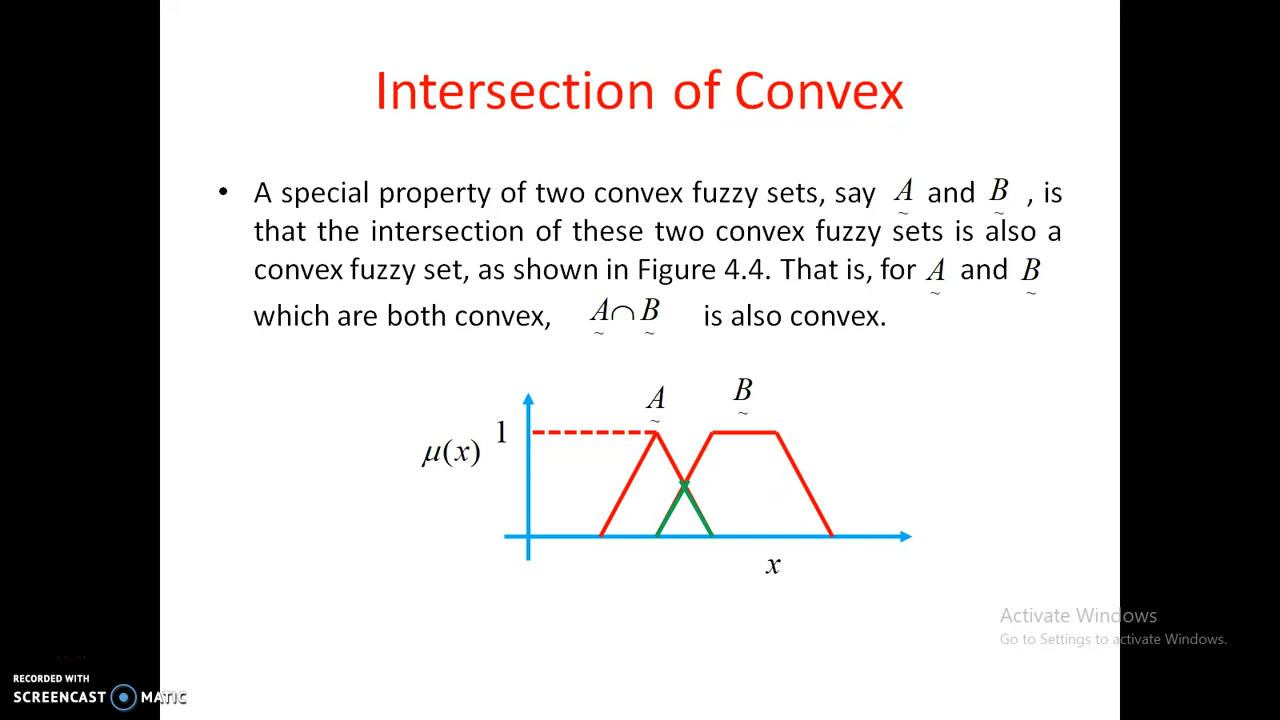 Intersection of Convex
• A special property of two convex fuzzy sets, say A̰ and B̰ , is
that the intersection of these two convex fuzzy sets is also a
convex fuzzy set, as shown in Figure 4.4. That is, for A̰ and B̰
which are both convex, A̰∩B̰ is also convex.
A̰ B̰
1
μ(x)
x
Activate Windows
Go to Settings to activate Windows.
RECORDED WITH
SCREENCAST MATIC